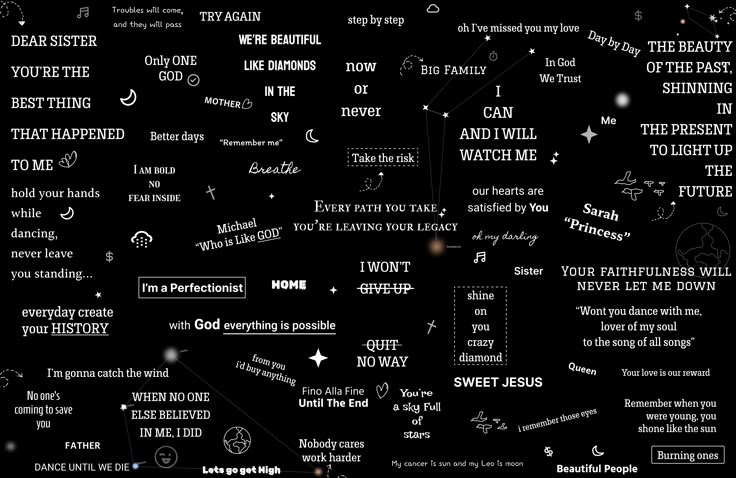 Troubles will come,
and they will pass
TRY AGAIN
step by step
oh I've missed you my love
Day by Day
DEAR SISTER
YOU'RE THE
BEST THING
THAT HAPPENED
TO ME
Only ONE
GOD
WE'RE BEAUTIFUL
LIKE DIAMONDS
IN THE
SKY
now
or
never
BIG FAMILY
In God
We Trust
THE BEAUTY
OF THE PAST,
SHINNING
IN
THE PRESENT
TO LIGHT UP
THE
FUTURE
MOTHER
I
CAN
AND I WILL
WATCH ME
Me
Better days
"Remember me"
Take the risk
I AM BOLD
NO
FEAR INSIDE
Breathe
hold your hands
while
dancing,
never leave
you standing...
our hearts are
satisfied by You
EVERY PATH YOU TAKE
YOU'RE LEAVING YOUR LEGACY
Sarah
"Princess"
Michael
"Who is Like GOD"
oh my darling
I'm a Perfectionist
HOME
I WON'T
GIVE UP
Sister
YOUR FAITHFULNESS WILL
NEVER LET ME DOWN
everyday create
your HISTORY
with God everything is possible
shine
on
you
crazy
diamond
"Wont you dance with me,
lover of my soul
to the song of all songs"
QUIT
NO WAY
from you
i'd buy anything
I'm gonna catch the wind
SWEET JESUS
Queen
Your love is our reward
No one's
coming to save
you
WHEN NO ONE
ELSE BELIEVED
IN ME, I DID
Fino Alla Fine
Until The End
You're
a sky Full
of
stars
i remember those eyes
Remember when you
were young, you
shone like the sun
FATHER
Nobody cares
work harder
Burning ones
DANCE UNTIL WE DIE
Lets go get High
My cancer is sun and my Leo is moon
Beautiful People